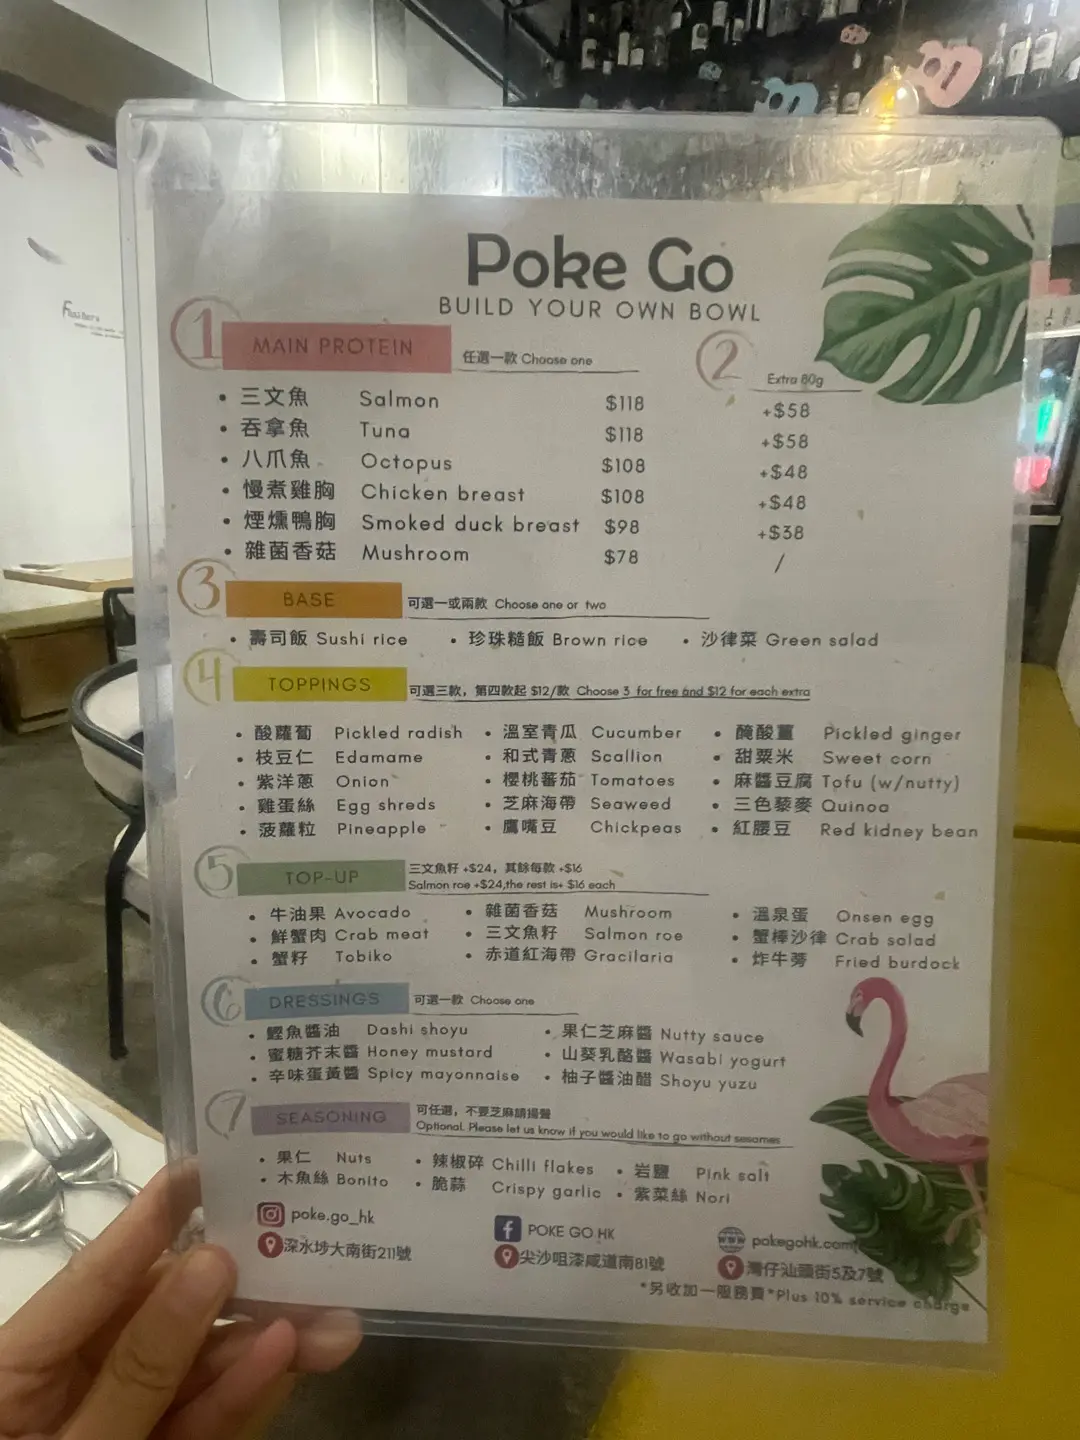 Poke Go
BUILD YOUR OWN BOWL
1 MAIN PROTEIN 任選一款 Choose one 2 Extra 80g
• 三文魚 Salmon $118 +$58
• 吞拿魚 Tuna $118 +$58
• 八爪魚 Octopus $108 +$48
• 慢煮雞胸 Chicken breast $108 +$48
• 煙燻鴨胸 Smoked duck breast $98 +$38
• 雜菌香菇 Mushroom $78 /
3 BASE 可選一或兩款 Choose one or two
• 壽司飯 Sushi rice • 珍珠糙飯 Brown rice • 沙律菜 Green salad
4 TOPPINGS 可選三款，第四款起 $12/款 Choose 3 for free and $12 for each extra
• 酸蘿蔔 Pickled radish • 溫室青瓜 Cucumber • 醃酸薑 Pickled ginger
• 枝豆仁 Edamame • 和式青蔥 Scallion • 甜粟米 Sweet corn
• 紫洋蔥 Onion • 櫻桃蕃茄 Tomatoes • 麻醬豆腐 Tofu (w/nutty)
• 雞蛋絲 Egg shreds • 芝麻海帶 Seaweed • 三色藜麥 Quinoa
• 菠蘿粒 Pineapple • 鷹嘴豆 Chickpeas • 紅腰豆 Red kidney bean
5 TOP-UP 三文魚籽 +$24，其餘每款 +$16
Salmon roe +$24,the rest is+ $16 each
• 牛油果 Avocado • 雜菌香菇 Mushroom • 溫泉蛋 Onsen egg
• 鮮蟹肉 Crab meat • 三文魚籽 Salmon roe • 蟹棒沙律 Crab salad
• 蟹籽 Tobiko • 赤道紅海帶 Gracilaria • 炸牛蒡 Fried burdock
6 DRESSINGS 可選一款 Choose one
• 鰹魚醬油 Dashi shoyu • 果仁芝麻醬 Nutty sauce
• 蜜糖芥末醬 Honey mustard • 山葵乳酪醬 Wasabi yogurt
• 辛味蛋黃醬 Spicy mayonnaise • 柚子醬油醋 Shoyu yuzu
7 SEASONING 可任選，不要芝麻請揚聲
Optional. Please let us know if you would like to go without sesames
• 果仁 Nuts • 辣椒碎 Chilli flakes • 岩鹽 Pink salt
• 木魚絲 Bonito • 脆蒜 Crispy garlic • 紫菜絲 Nori
poke.go_hk POKE GO HK pokegohk.com
深水埗大南街211號 尖沙咀漆咸道南81號 灣仔汕頭街5及7號
*另收加一服務費*Plus 10% service charge